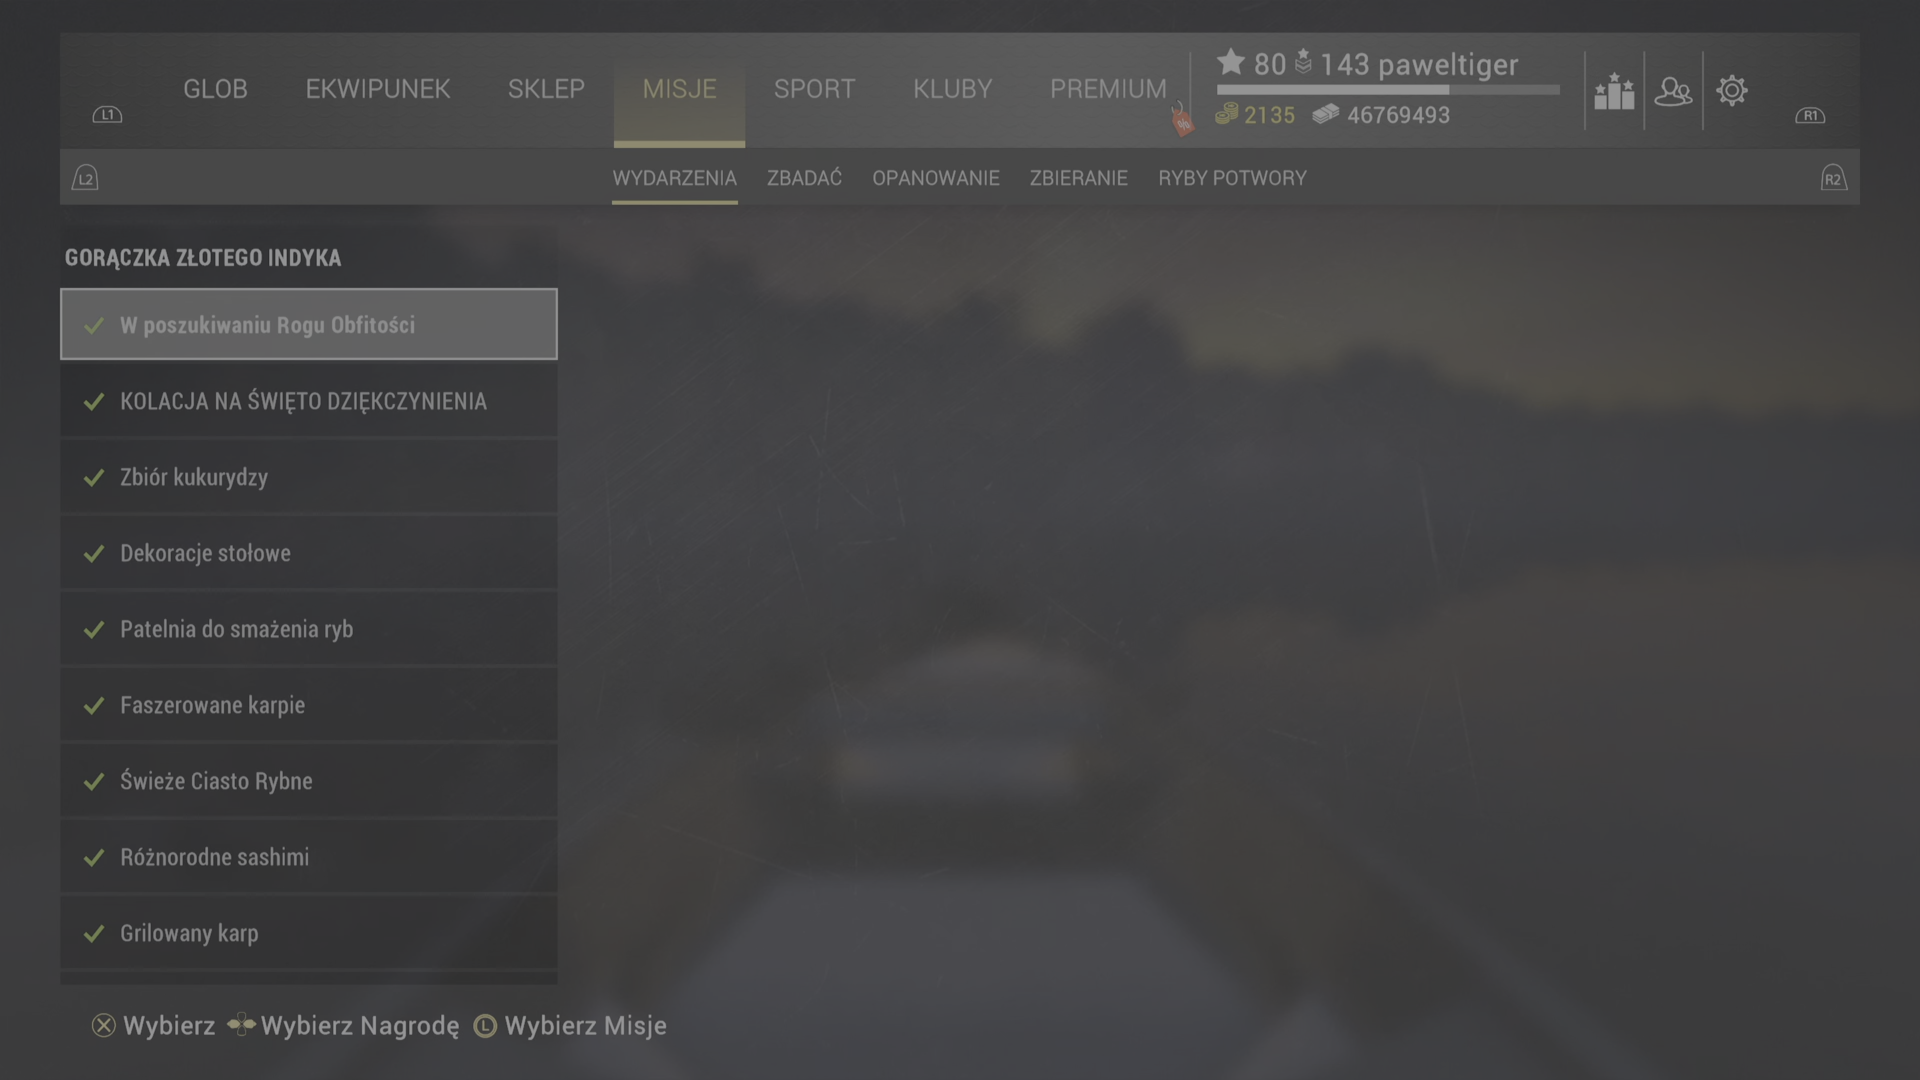 GLOB EKWIPUNEK SKLEP MISJE SPORT KLUBY PREMIUM
80 143 paweltiger
2135 46769493
L1 R1
L2 WYDARZENIA ZBADAĆ OPANOWANIE ZBIERANIE RYBY POTWORY R2
GORĄCZKA ZŁOTEGO INDYKA
W poszukiwaniu Rogu Obfitości
KOLACJA NA ŚWIĘTO DZIĘKCZYNIENIA
Zbiór kukurydzy
Dekoracje stołowe
Patelnia do smażenia ryb
Faszerowane karpie
Świeże Ciasto Rybne
Różnorodne sashimi
Grilowany karp
Wybierz Wybierz Nagrodę L Wybierz Misje